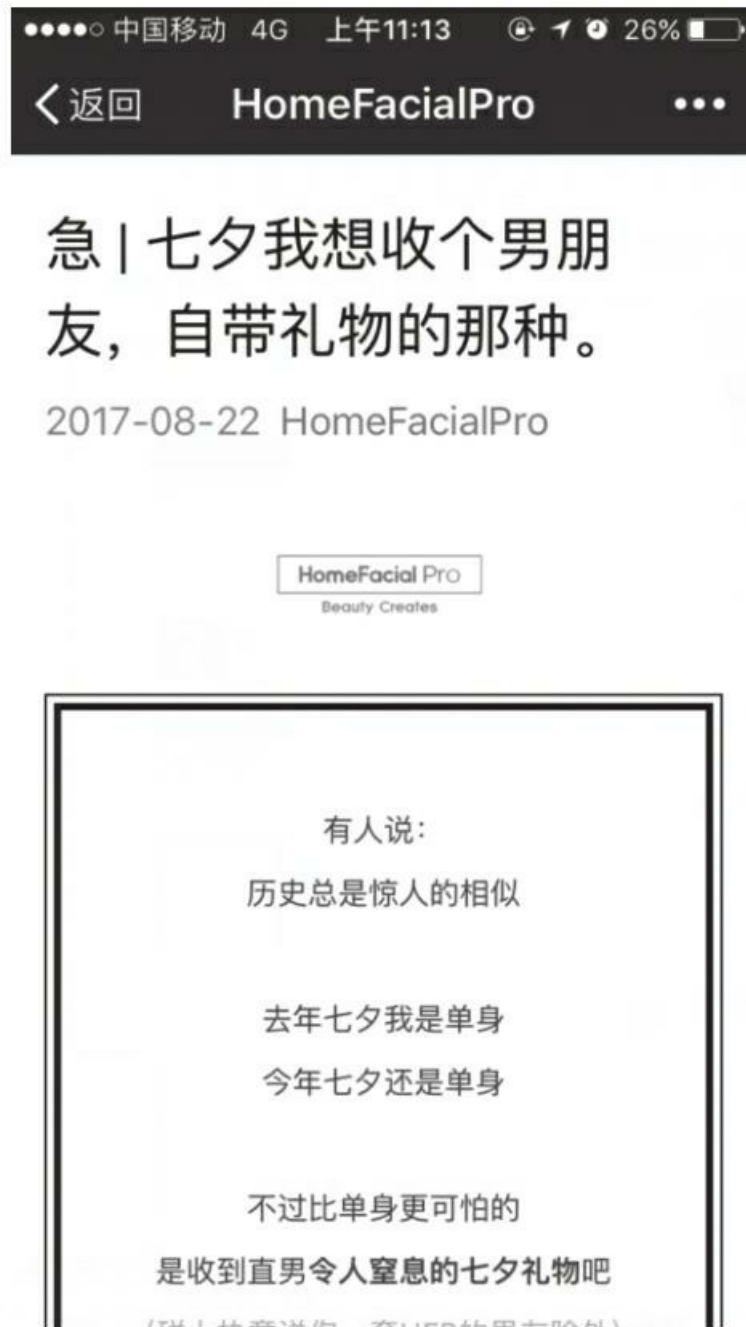 中国移动 4G 上午11:13 26%
返回 HomeFacialPro
急 | 七夕我想收个男朋
友，自带礼物的那种。
2017-08-22 HomeFacialPro
HomeFacial Pro
Beauty Creates
有人说：
历史总是惊人的相似
去年七夕我是单身
今年七夕还是单身
不过比单身更可怕的
是收到直男令人窒息的七夕礼物吧